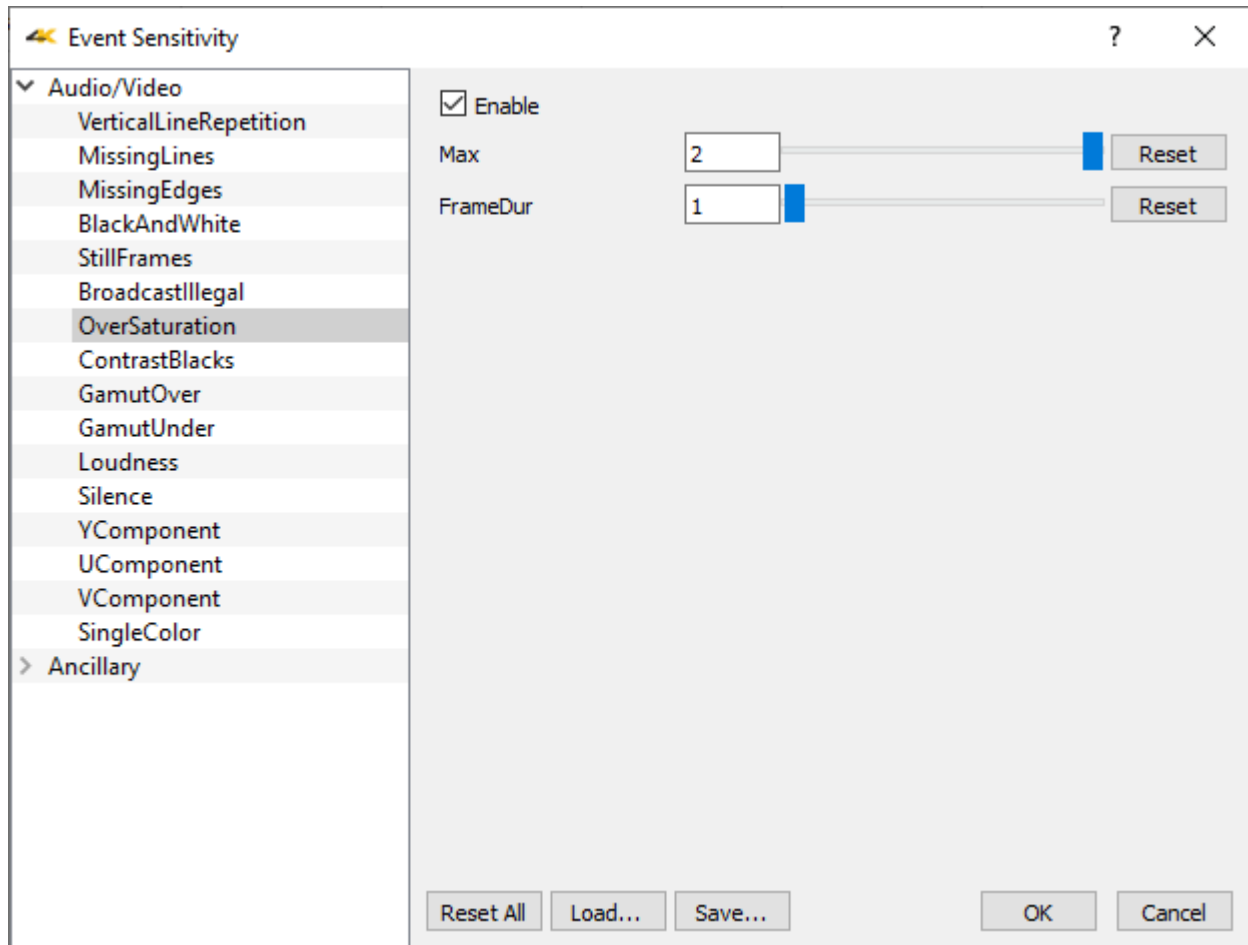 4K Event Sensitivity ?
Audio/Video
VerticalLineRepetition
MissingLines
MissingEdges
BlackAndWhite
StillFrames
BroadcastIllegal
OverSaturation
ContrastBlacks
GamutOver
GamutUnder
Loudness
Silence
YComponent
UComponent
VComponent
SingleColor
Ancillary
Enable
Max 2 Reset
FrameDur 1 Reset
Reset All Load... Save... OK Cancel